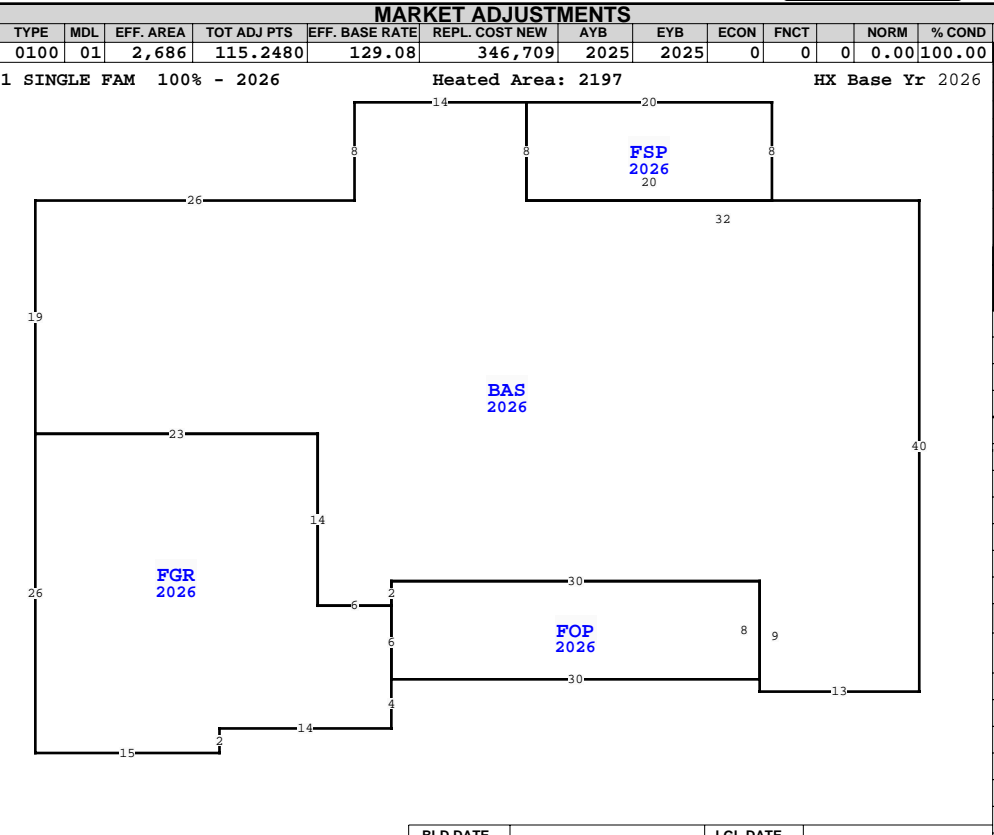 MARKET ADJUSTMENTS
TYPE MDL EFF. AREA TOT ADJ PTS EFF. BASE RATE REPL. COST NEW AYB EYB ECON FNCT NORM % COND
0100 01 2,686 115.2480 129.08 346,709 2025 2025 0 0 0 0.00 100.00
1 SINGLE FAM 100% - 2026 Heated Area: 2197 HX Base Yr 2026
14 20
8 8 FSP 8
2026
20
26
32
19
BAS
2026
23
40
14
FGR
2026
26
30
2
6
FOP
2026
8 9
6
30
13
4
14
2
15
BLD DATE LGL DATE